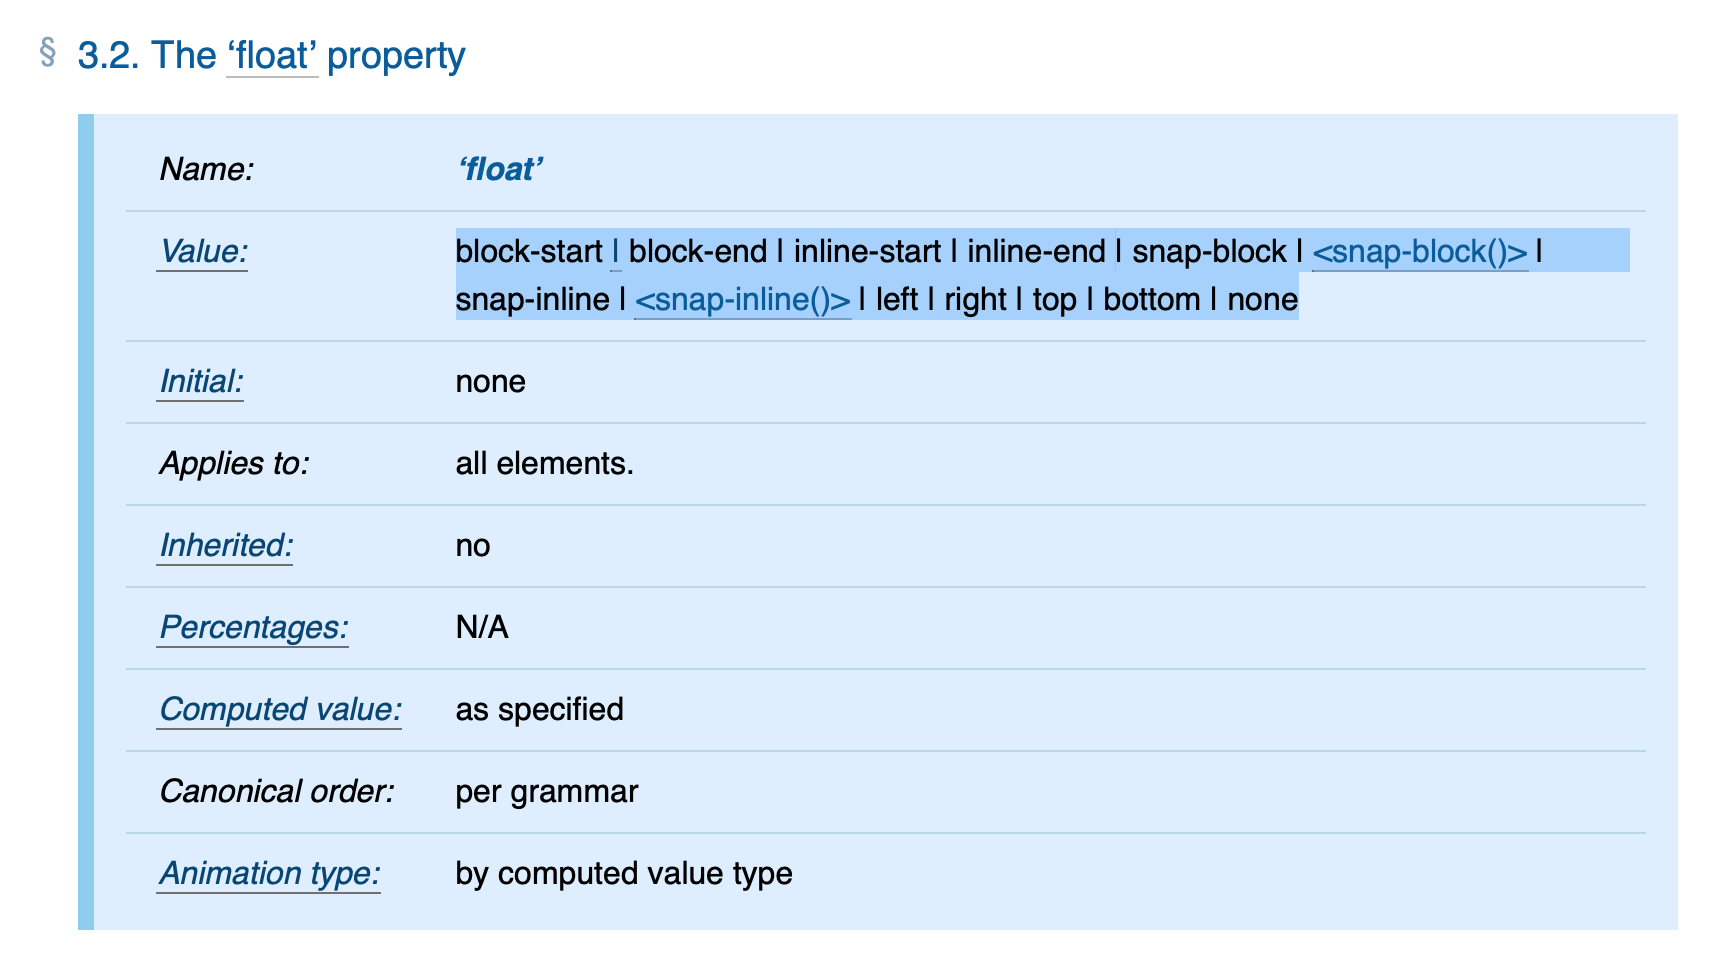 § 3.2. The ‘float’ property
Name: ‘float’
Value: block-start | block-end | inline-start | inline-end | snap-block | <snap-block()> |
snap-inline | <snap-inline()> | left | right | top | bottom | none
Initial: none
Applies to: all elements.
Inherited: no
Percentages: N/A
Computed value: as specified
Canonical order: per grammar
Animation type: by computed value type